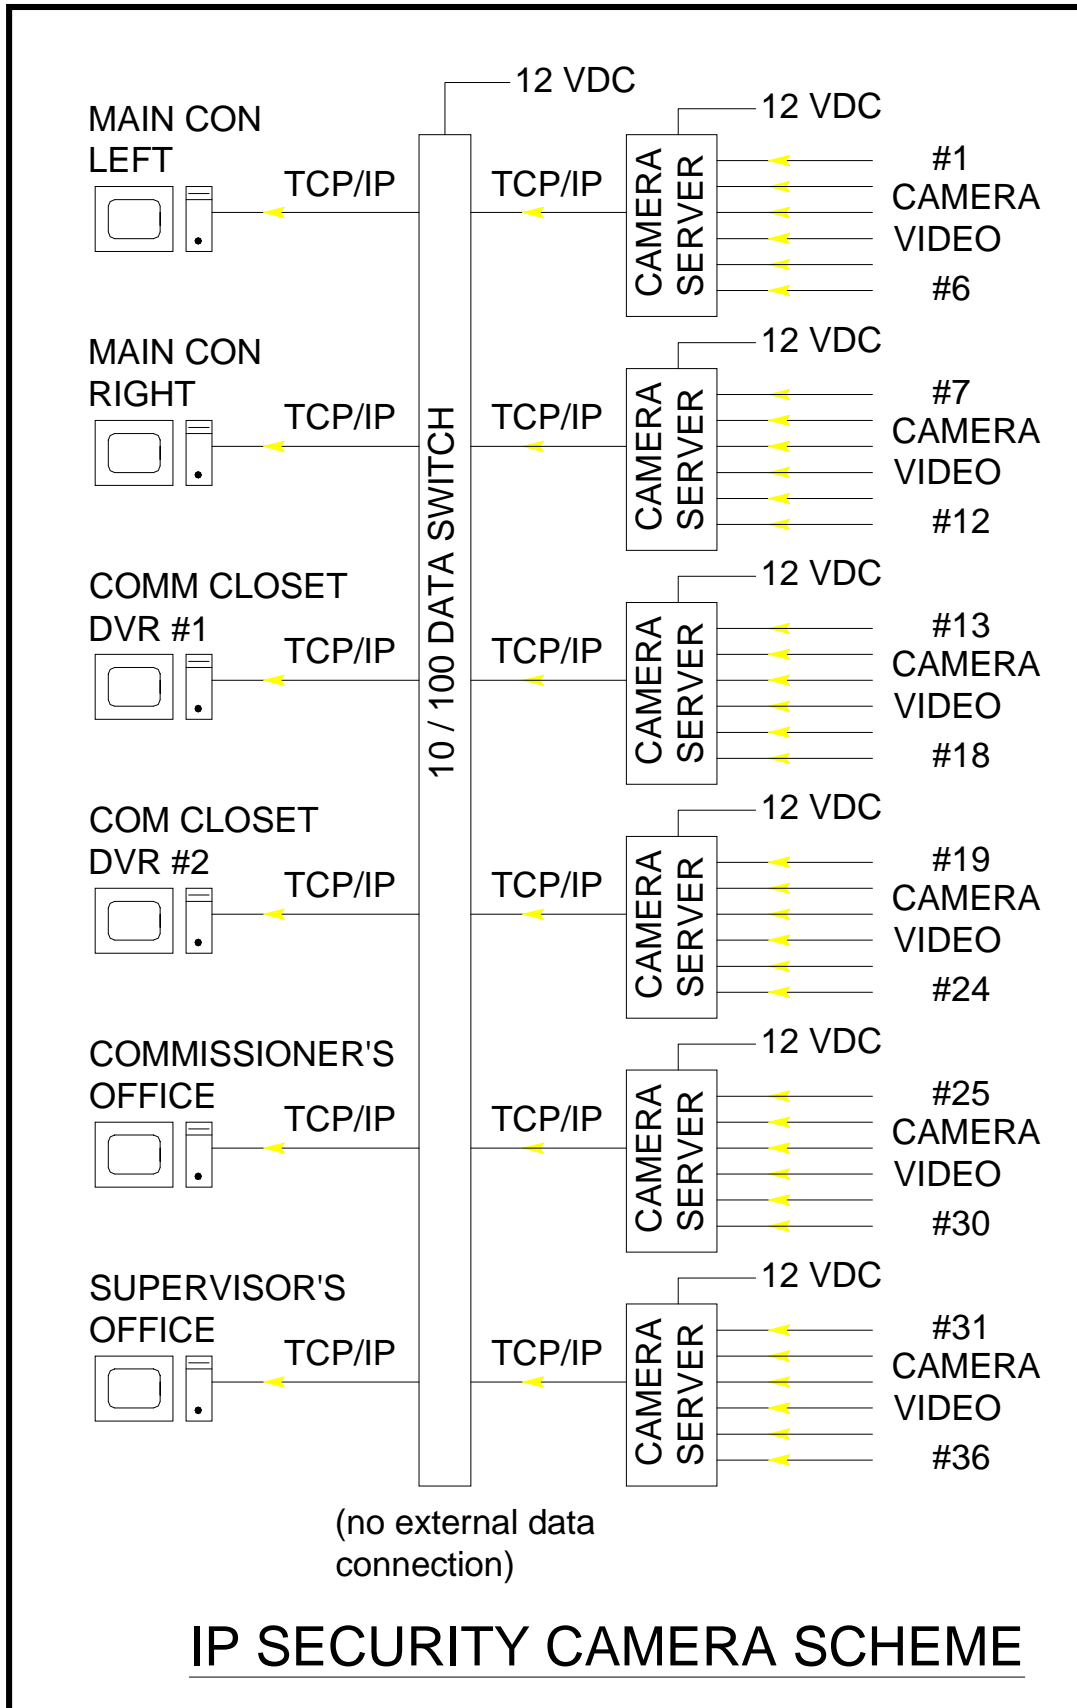 12 VDC
MAIN CON
LEFT
TCP/IP
TCP/IP
CAMERA
SERVER
12 VDC
#1
CAMERA
VIDEO
#6
MAIN CON
RIGHT
TCP/IP
TCP/IP
CAMERA
SERVER
12 VDC
#7
CAMERA
VIDEO
#12
10 / 100 DATA SWITCH
COMM CLOSET
DVR #1
TCP/IP
TCP/IP
CAMERA
SERVER
12 VDC
#13
CAMERA
VIDEO
#18
COM CLOSET
DVR #2
TCP/IP
TCP/IP
CAMERA
SERVER
12 VDC
#19
CAMERA
VIDEO
#24
COMMISSIONER'S
OFFICE
TCP/IP
TCP/IP
CAMERA
SERVER
12 VDC
#25
CAMERA
VIDEO
#30
SUPERVISOR'S
OFFICE
TCP/IP
TCP/IP
CAMERA
SERVER
12 VDC
#31
CAMERA
VIDEO
#36
(no external data
connection)
IP SECURITY CAMERA SCHEME